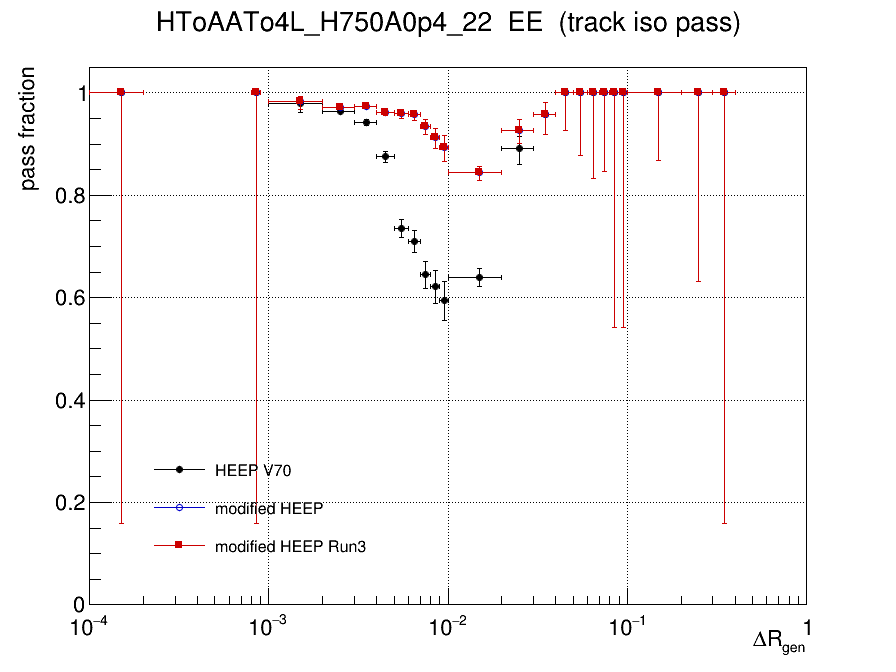 HToAATo4L_H750A0p4_22 EE (track iso pass)
pass fraction
1
0.8
0.6
0.4
0.2
0
HEEP V70
modified HEEP
modified HEEP Run3
10⁻⁴ 10⁻³ 10⁻² 10⁻¹ 1
ΔR_gen